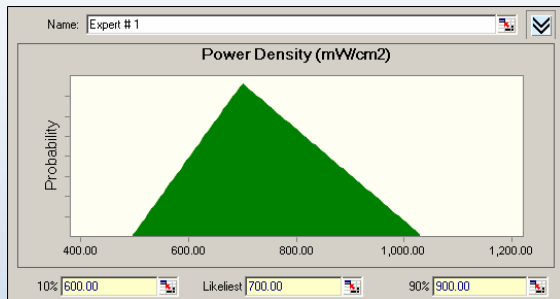 Name: Expert # 1
Power Density (mW/cm2)
Probability
400.00 600.00 800.00 1,000.00 1,200.00
10% 600.00 Likeliest 700.00 90% 900.00